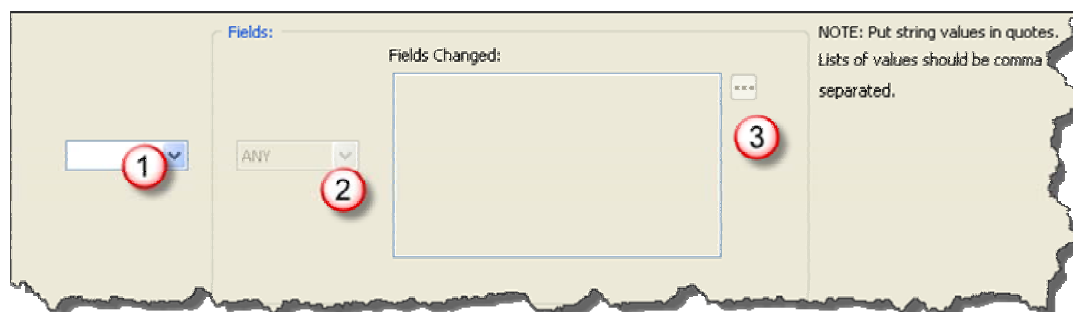 Fields:
Fields Changed:
NOTE: Put string values in quotes.
Lists of values should be comma
separated.
...
ANY
1
2
3